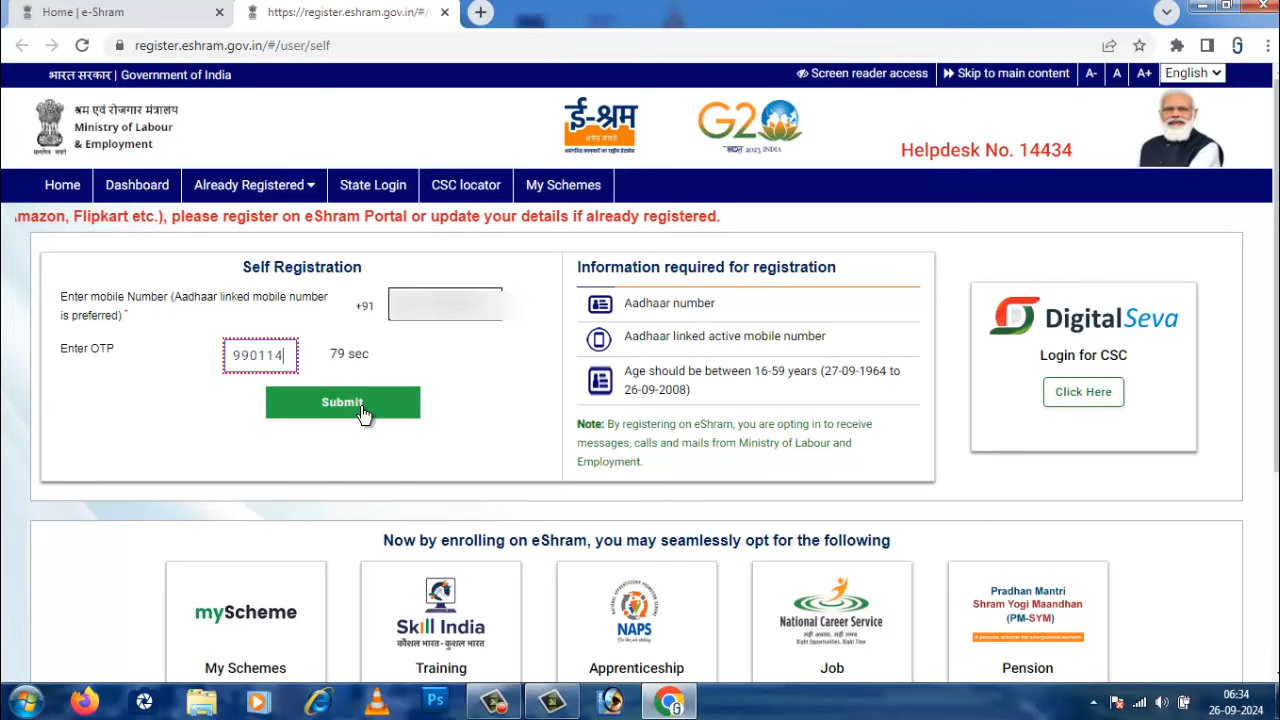 Home | e-Shram
https://register.eshram.gov.in/#/u
register.eshram.gov.in/#/user/self
भारत सरकार | Government of India
Screen reader access
Skip to main content
A-
A
A+
English
श्रम एवं रोजगार मंत्रालय
Ministry of Labour
& Employment
ई-श्रम
G20
Helpdesk No. 14434
Home
Dashboard
Already Registered
State Login
CSC locator
My Schemes
mazon, Flipkart etc.), please register on eShram Portal or update your details if already registered.
Self Registration
Enter mobile Number (Aadhaar linked mobile number
is preferred) *
+91
Enter OTP
990114
79 sec
Submit
Information required for registration
Aadhaar number
Aadhaar linked active mobile number
Age should be between 16-59 years (27-09-1964 to
26-09-2008)
Note: By registering on eShram, you are opting in to receive
messages, calls and mails from Ministry of Labour and
Employment.
DigitalSeva
Login for CSC
Click Here
Now by enrolling on eShram, you may seamlessly opt for the following
myScheme
My Schemes
Skill India
कौशल भारत-कुशल भारत
Training
NAPS
Apprenticeship
National Career Service
Right Opportunities, Right Time
Job
Pradhan Mantri
Shram Yogi Maandhan
(PM-SYM)
Pension
Ps
06:34
26-09-2024